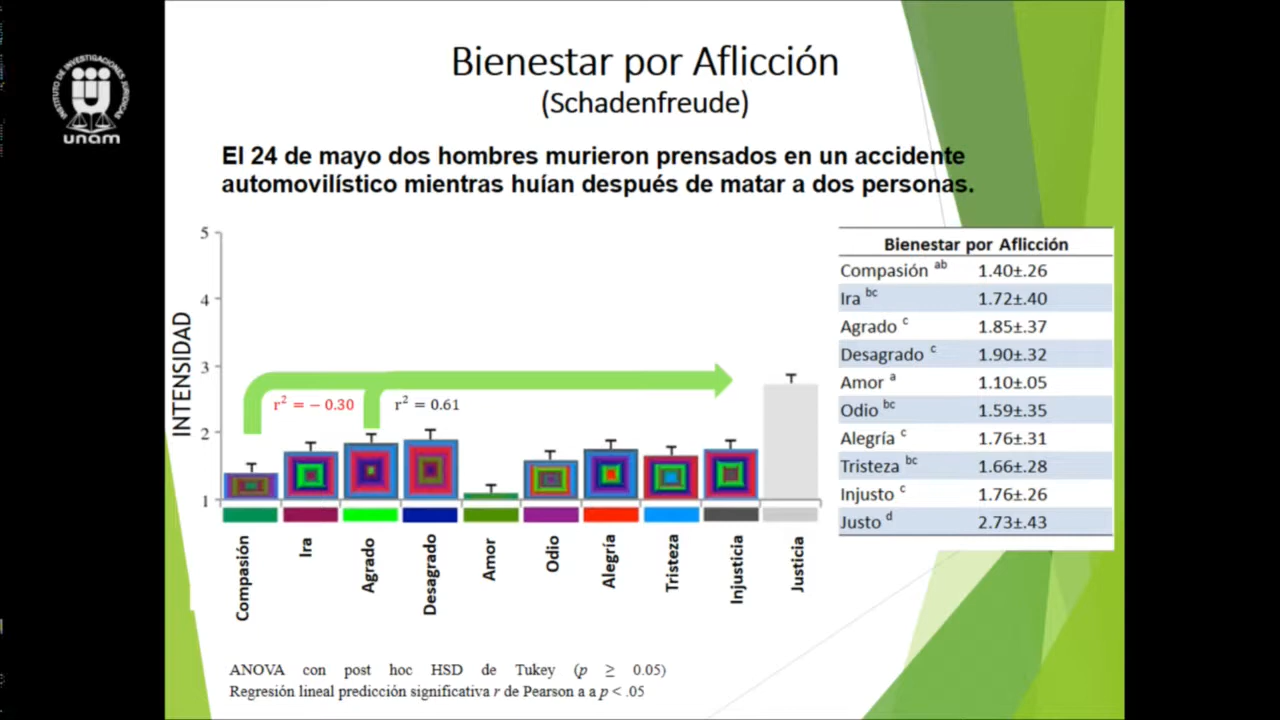 INSTITUTO DE INVESTIGACIONES JURIDICAS
unam
Bienestar por Aflicción
(Schadenfreude)
El 24 de mayo dos hombres murieron prensados en un accidente
automovilístico mientras huían después de matar a dos personas.
INTENSIDAD
5
4
3
2
1
r² = − 0.30
r² = 0.61
Compasión
Ira
Agrado
Desagrado
Amor
Odio
Alegría
Tristeza
Injusticia
Justicia
Bienestar por Aflicción
Compasión ab 1.40±.26
Ira bc 1.72±.40
Agrado c 1.85±.37
Desagrado c 1.90±.32
Amor a 1.10±.05
Odio bc 1.59±.35
Alegría c 1.76±.31
Tristeza bc 1.66±.28
Injusto c 1.76±.26
Justo d 2.73±.43
ANOVA con post hoc HSD de Tukey (p ≥ 0.05)
Regresión lineal predicción significativa r de Pearson a a p < .05